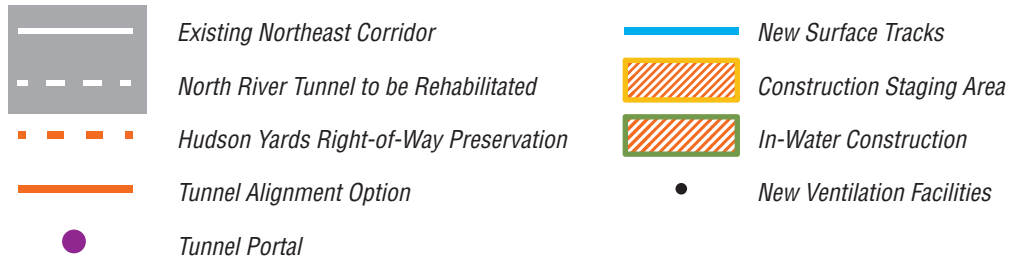 Existing Northeast Corridor
North River Tunnel to be Rehabilitated
Hudson Yards Right-of-Way Preservation
Tunnel Alignment Option
Tunnel Portal
New Surface Tracks
Construction Staging Area
In-Water Construction
New Ventilation Facilities